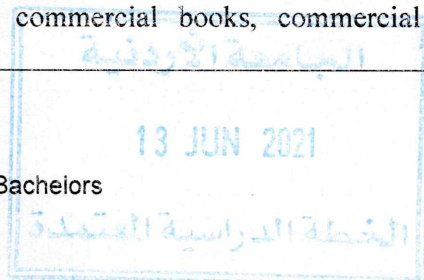 commercial books, commercial
الجامعة الأردنية
13 JUN 2021
Bachelors
الخطة الدراسية المعتمدة